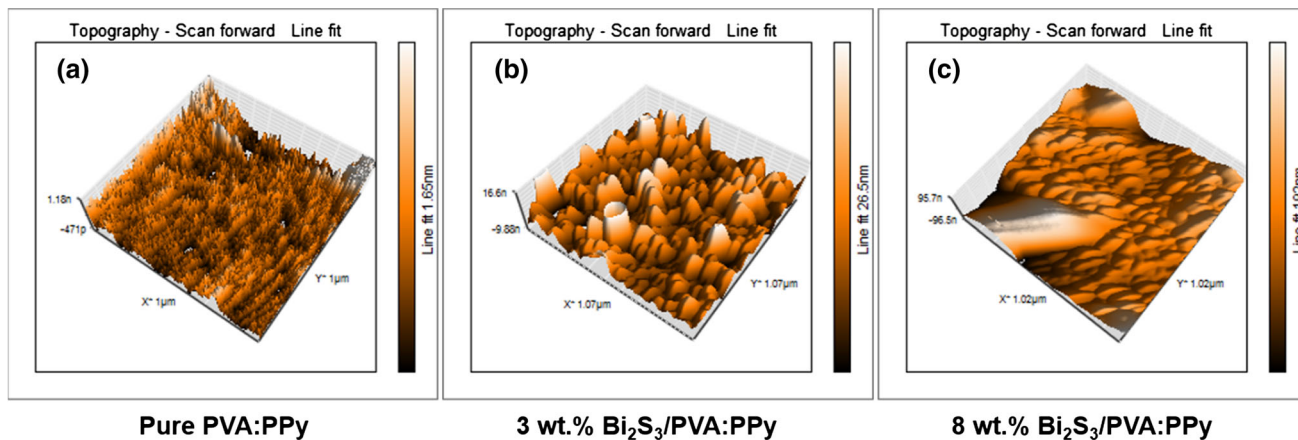 Topography - Scan forward Line fit
(a)
1.18n
-471p
X~ 1µm
Y~ 1µm
Line fit 1.65nm
Pure PVA:PPy
Topography - Scan forward Line fit
(b)
16.6n
-9.88n
X~ 1.07µm
Y~ 1.07µm
Line fit 26.5nm
3 wt.% Bi₂S₃/PVA:PPy
Topography - Scan forward Line fit
(c)
95.7n
-96.5n
X~ 1.02µm
Y~ 1.02µm
Line fit 192nm
8 wt.% Bi₂S₃/PVA:PPy